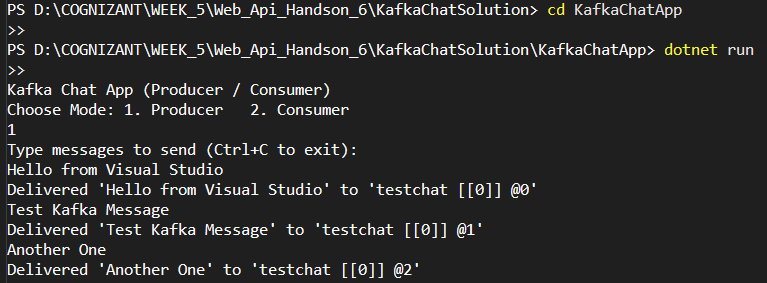 PS D:\COGNIZANT\WEEK_5\Web_Api_Handson_6\KafkaChatSolution> cd KafkaChatApp
>>
PS D:\COGNIZANT\WEEK_5\Web_Api_Handson_6\KafkaChatSolution\KafkaChatApp> dotnet run
>>
Kafka Chat App (Producer / Consumer)
Choose Mode: 1. Producer   2. Consumer
1
Type messages to send (Ctrl+C to exit):
Hello from Visual Studio
Delivered 'Hello from Visual Studio' to 'testchat [[0]] @0'
Test Kafka Message
Delivered 'Test Kafka Message' to 'testchat [[0]] @1'
Another One
Delivered 'Another One' to 'testchat [[0]] @2'